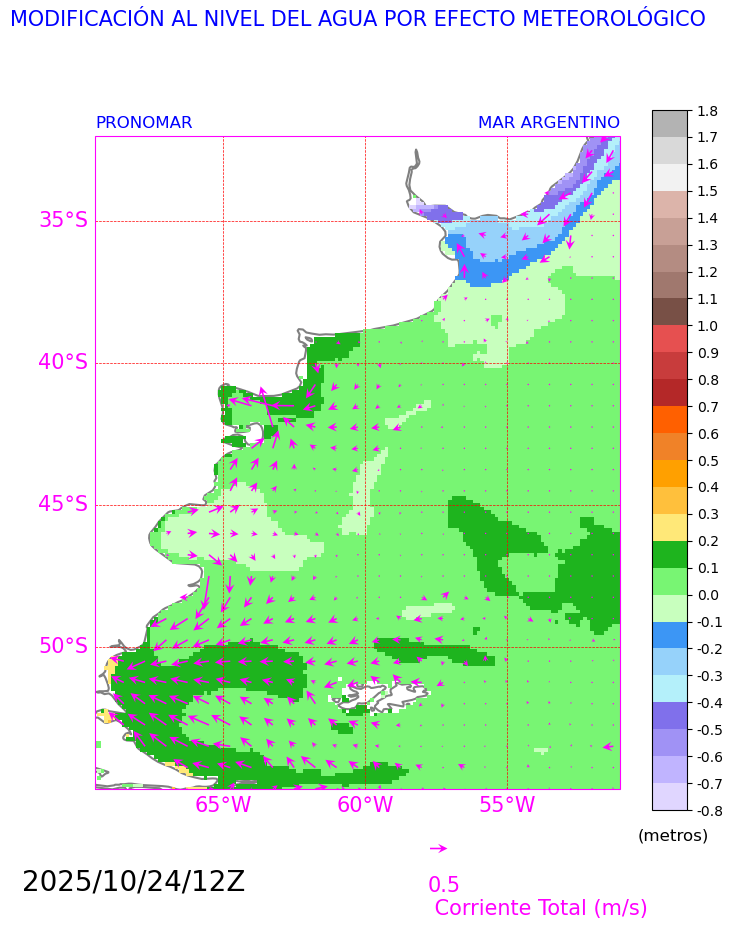 MODIFICACIÓN AL NIVEL DEL AGUA POR EFECTO METEOROLÓGICO
PRONOMAR
MAR ARGENTINO
35°S
40°S
45°S
50°S
65°W
60°W
55°W
1.8
1.7
1.6
1.5
1.4
1.3
1.2
1.1
1.0
0.9
0.8
0.7
0.6
0.5
0.4
0.3
0.2
0.1
0.0
-0.1
-0.2
-0.3
-0.4
-0.5
-0.6
-0.7
-0.8
(metros)
2025/10/24/12Z
0.5
Corriente Total (m/s)